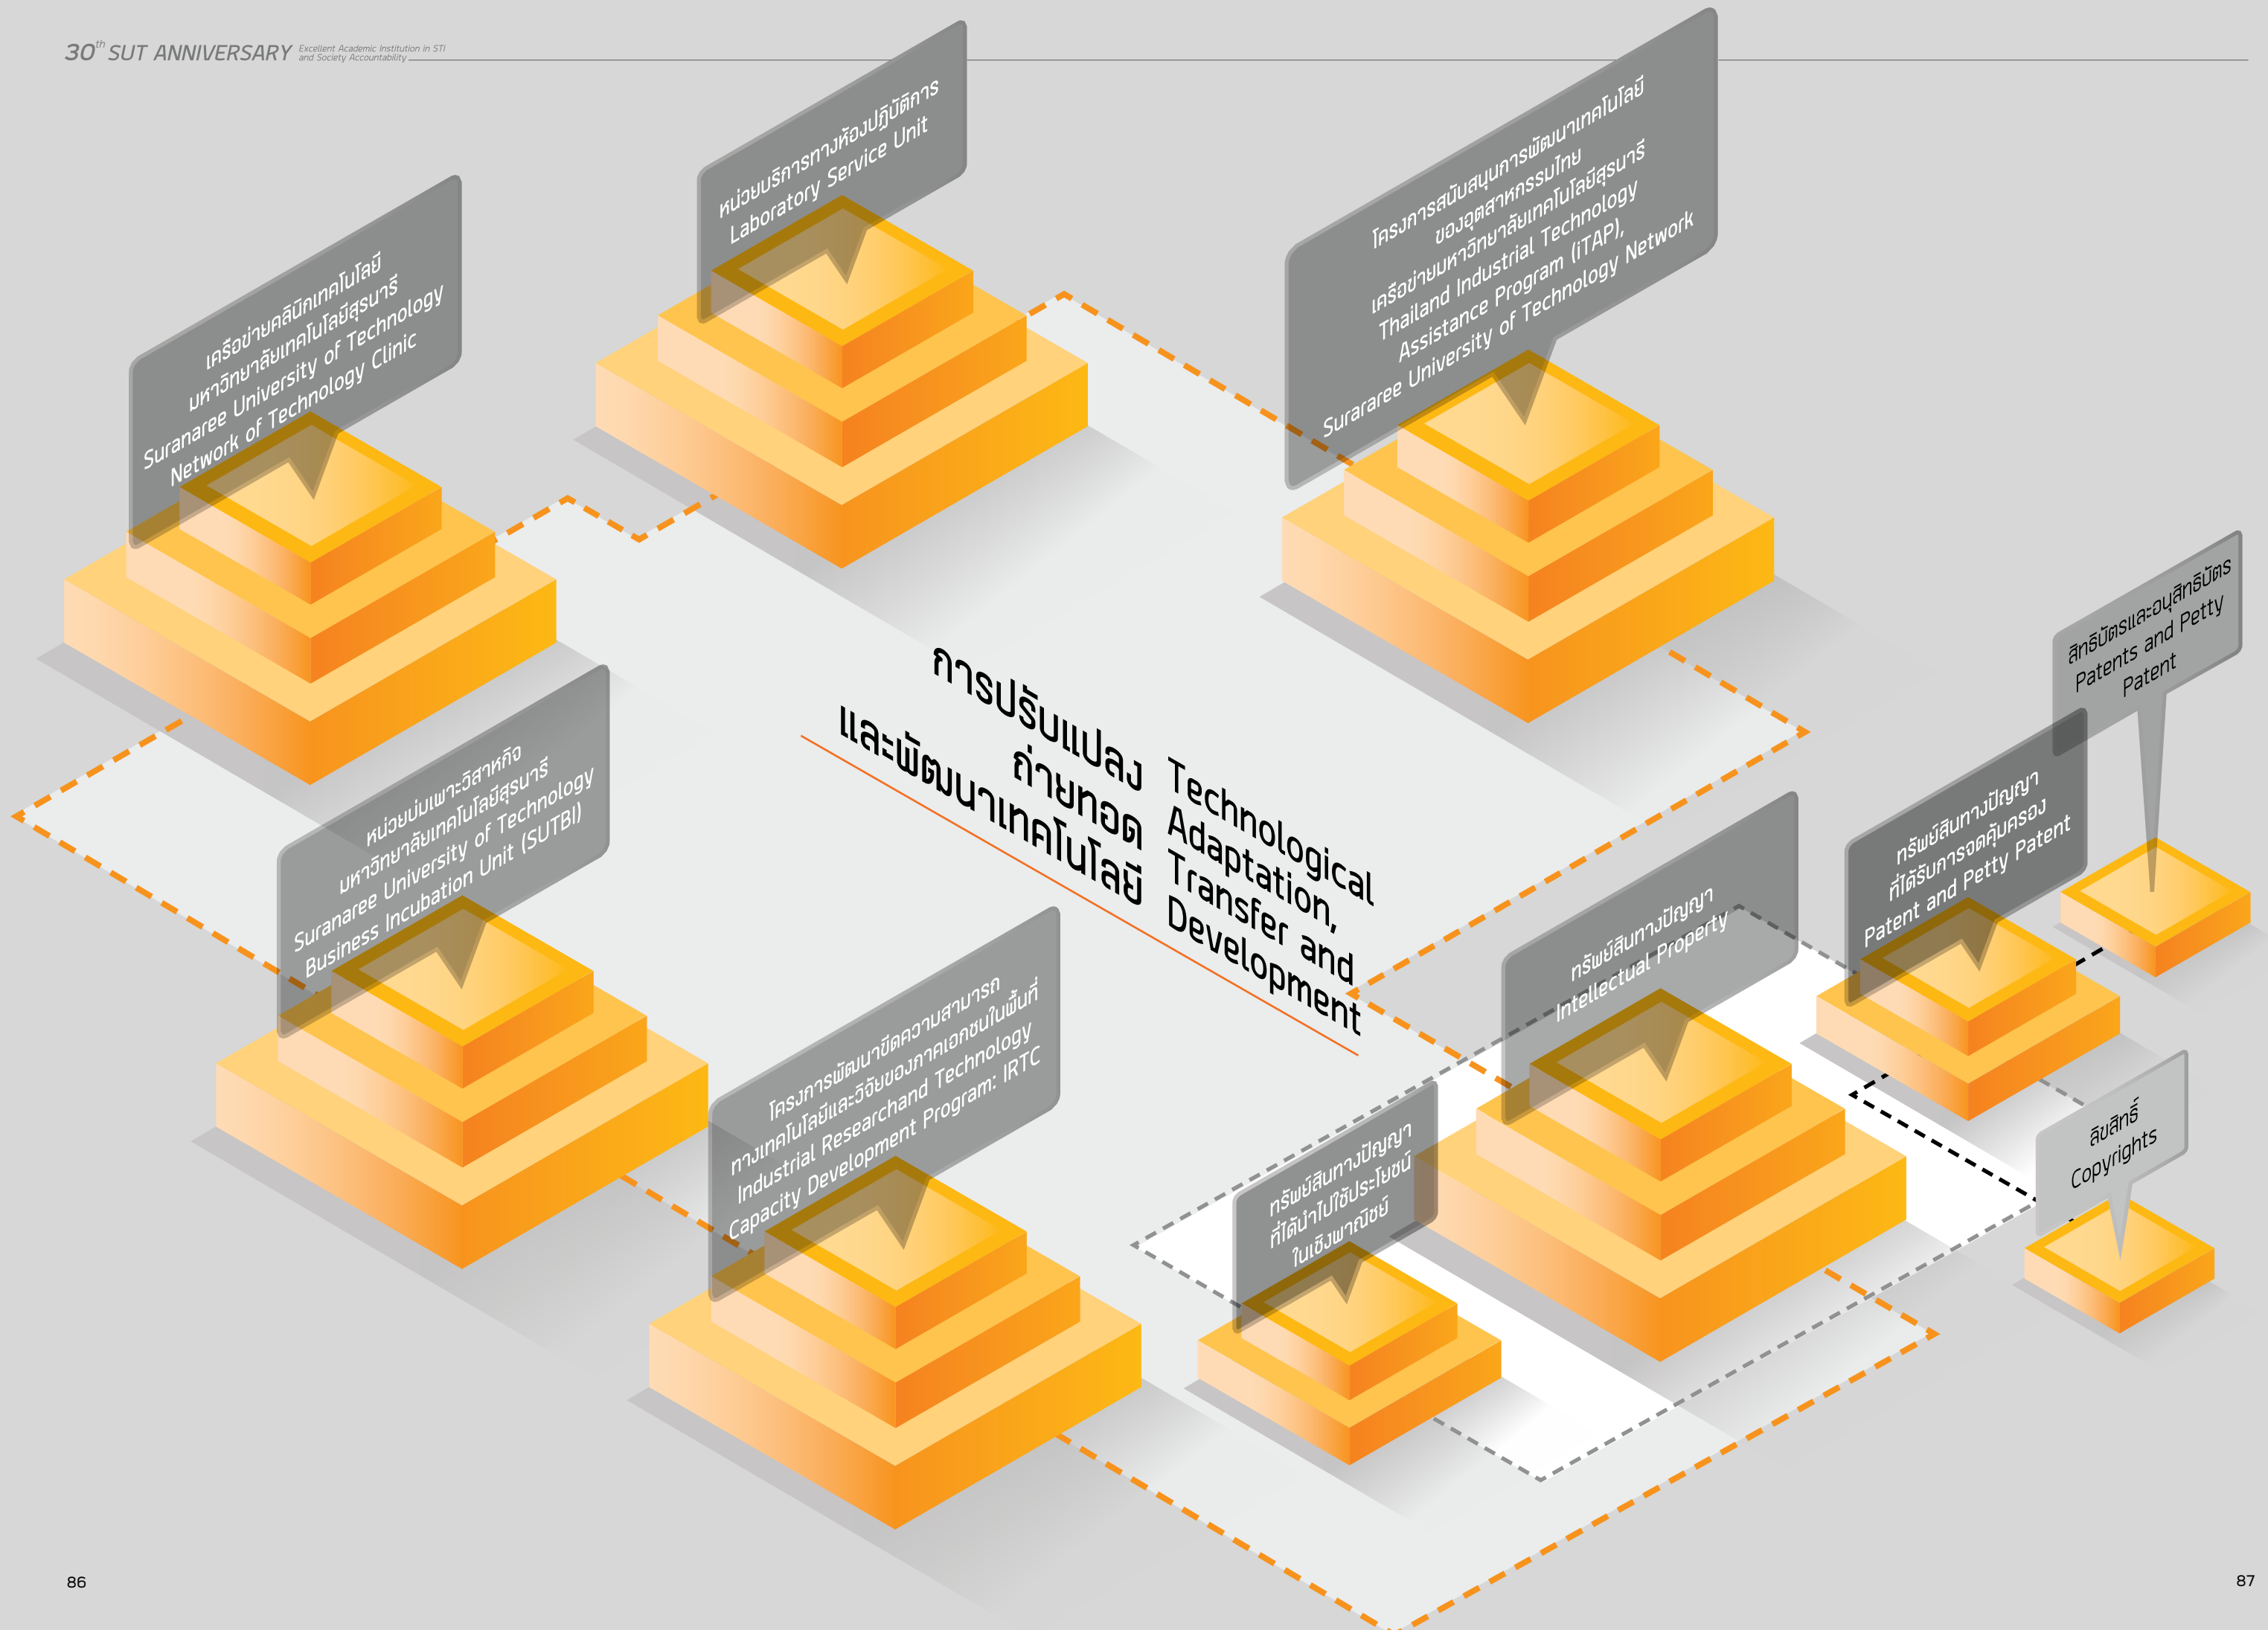 30th SUT ANNIVERSARY
Excellent Academic Institution in STI
and Society Accountability
เครือข่ายคลินิกเทคโนโลยี
มหาวิทยาลัยเทคโนโลยีสุรนารี
Suranaree University of Technology
Network of Technology Clinic
หน่วยบริการทางห้องปฏิบัติการ
Laboratory Service Unit
โครงการสนับสนุนการพัฒนาเทคโนโลยี
ของอุตสาหกรรมไทย
เครือข่ายมหาวิทยาลัยเทคโนโลยีสุรนารี
Thailand Industrial Technology
Assistance Program (iTAP),
Surararee University of Technology Network
สิทธิบัตรและอนุสิทธิบัตร
Patents and Petty
Patent
การปรับแปลง
ถ่ายทอด
และพัฒนาเทคโนโลยี
Technological
Adaptation,
Transfer and
Development
หน่วยบ่มเพาะวิสาหกิจ
มหาวิทยาลัยเทคโนโลยีสุรนารี
Suranaree University of Technology
Business Incubation Unit (SUTBI)
ทรัพย์สินทางปัญญา
ที่ได้รับการจดคุ้มครอง
Patent and Petty Patent
ทรัพย์สินทางปัญญา
Intellectual Property
โครงการพัฒนาขีดความสามารถ
ทางเทคโนโลยีและวิจัยของภาคเอกชนในพื้นที่
Industrial Researchand Technology
Capacity Development Program: IRTC
ทรัพย์สินทางปัญญา
ที่ได้นำไปใช้ประโยชน์
ในเชิงพาณิชย์
ลิขสิทธิ์
Copyrights
86
87